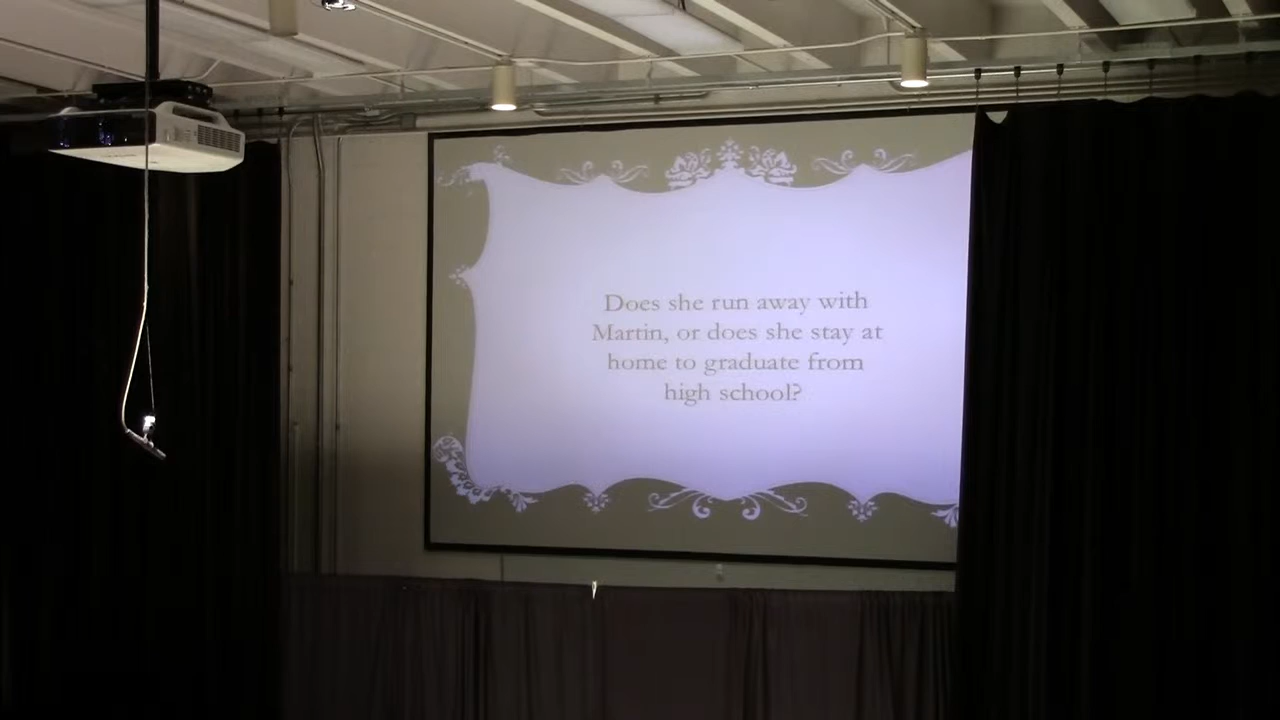 Does she run away with
Martin, or does she stay at
home to graduate from
high school?